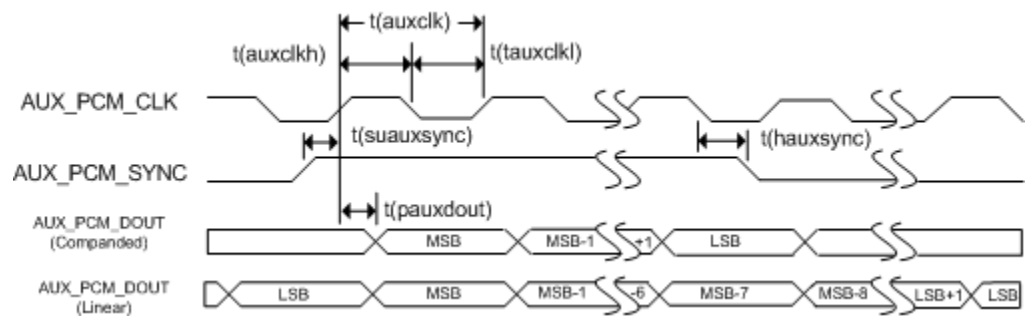 t(auxclk)
t(auxclkh)
t(tauxclkl)
AUX_PCM_CLK
t(suauxsync)
t(hauxsync)
AUX_PCM_SYNC
t(pauxdout)
AUX_PCM_DOUT
(Companded)
MSB MSB-1 +1 LSB
AUX_PCM_DOUT
(Linear)
LSB MSB MSB-1 -6 MSB-7 MSB-8 LSB+1 LSB